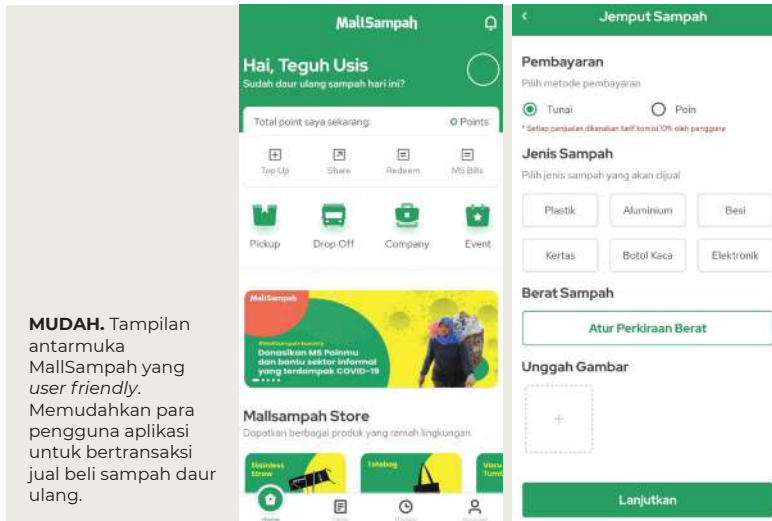 MUDAH. Tampilan
antarmuka
MallSampah yang
user friendly.
Memudahkan para
pengguna aplikasi
untuk bertransaksi
jual beli sampah daur
ulang.
MallSampah
Hai, Teguh Usis
Sudah daur ulang sampah hari ini?
Total point saya sekarang:
0 Points
Top Up
Share
Redeem
MS Bills
Pickup
Drop Off
Company
Event
MallSampah
Donasikan MS Poinmu
dan bantu sektor informal
yang terdampak COVID-19
Mallsampah Store
Dapatkan berbagai produk yang ramah lingkungan
Stainless
Straw
Totebag
Home
Jemput Sampah
Pembayaran
Pilih metode pembayaran
Tunai
Poin
* Setiap penjualan dikenakan tarif komisi 10% oleh pengguna
Jenis Sampah
Pilih jenis sampah yang akan dijual
Plastik
Aluminium
Besi
Kertas
Botol Kaca
Elektronik
Berat Sampah
Atur Perkiraan Berat
Unggah Gambar
+
Lanjutkan